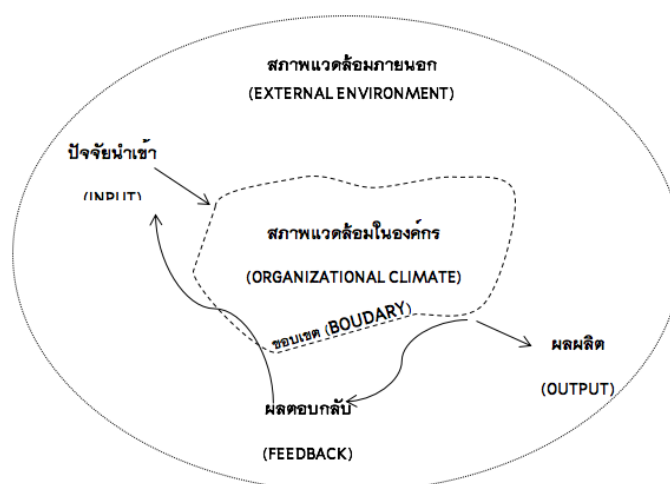 สภาพแวดล้อมภายนอก
(EXTERNAL ENVIRONMENT)
ปัจจัยนำเข้า
(INPUT)
สภาพแวดล้อมในองค์กร
(ORGANIZATIONAL CLIMATE)
ขอบเขต (BOUDARY)
ผลผลิต
(OUTPUT)
ผลตอบกลับ
(FEEDBACK)